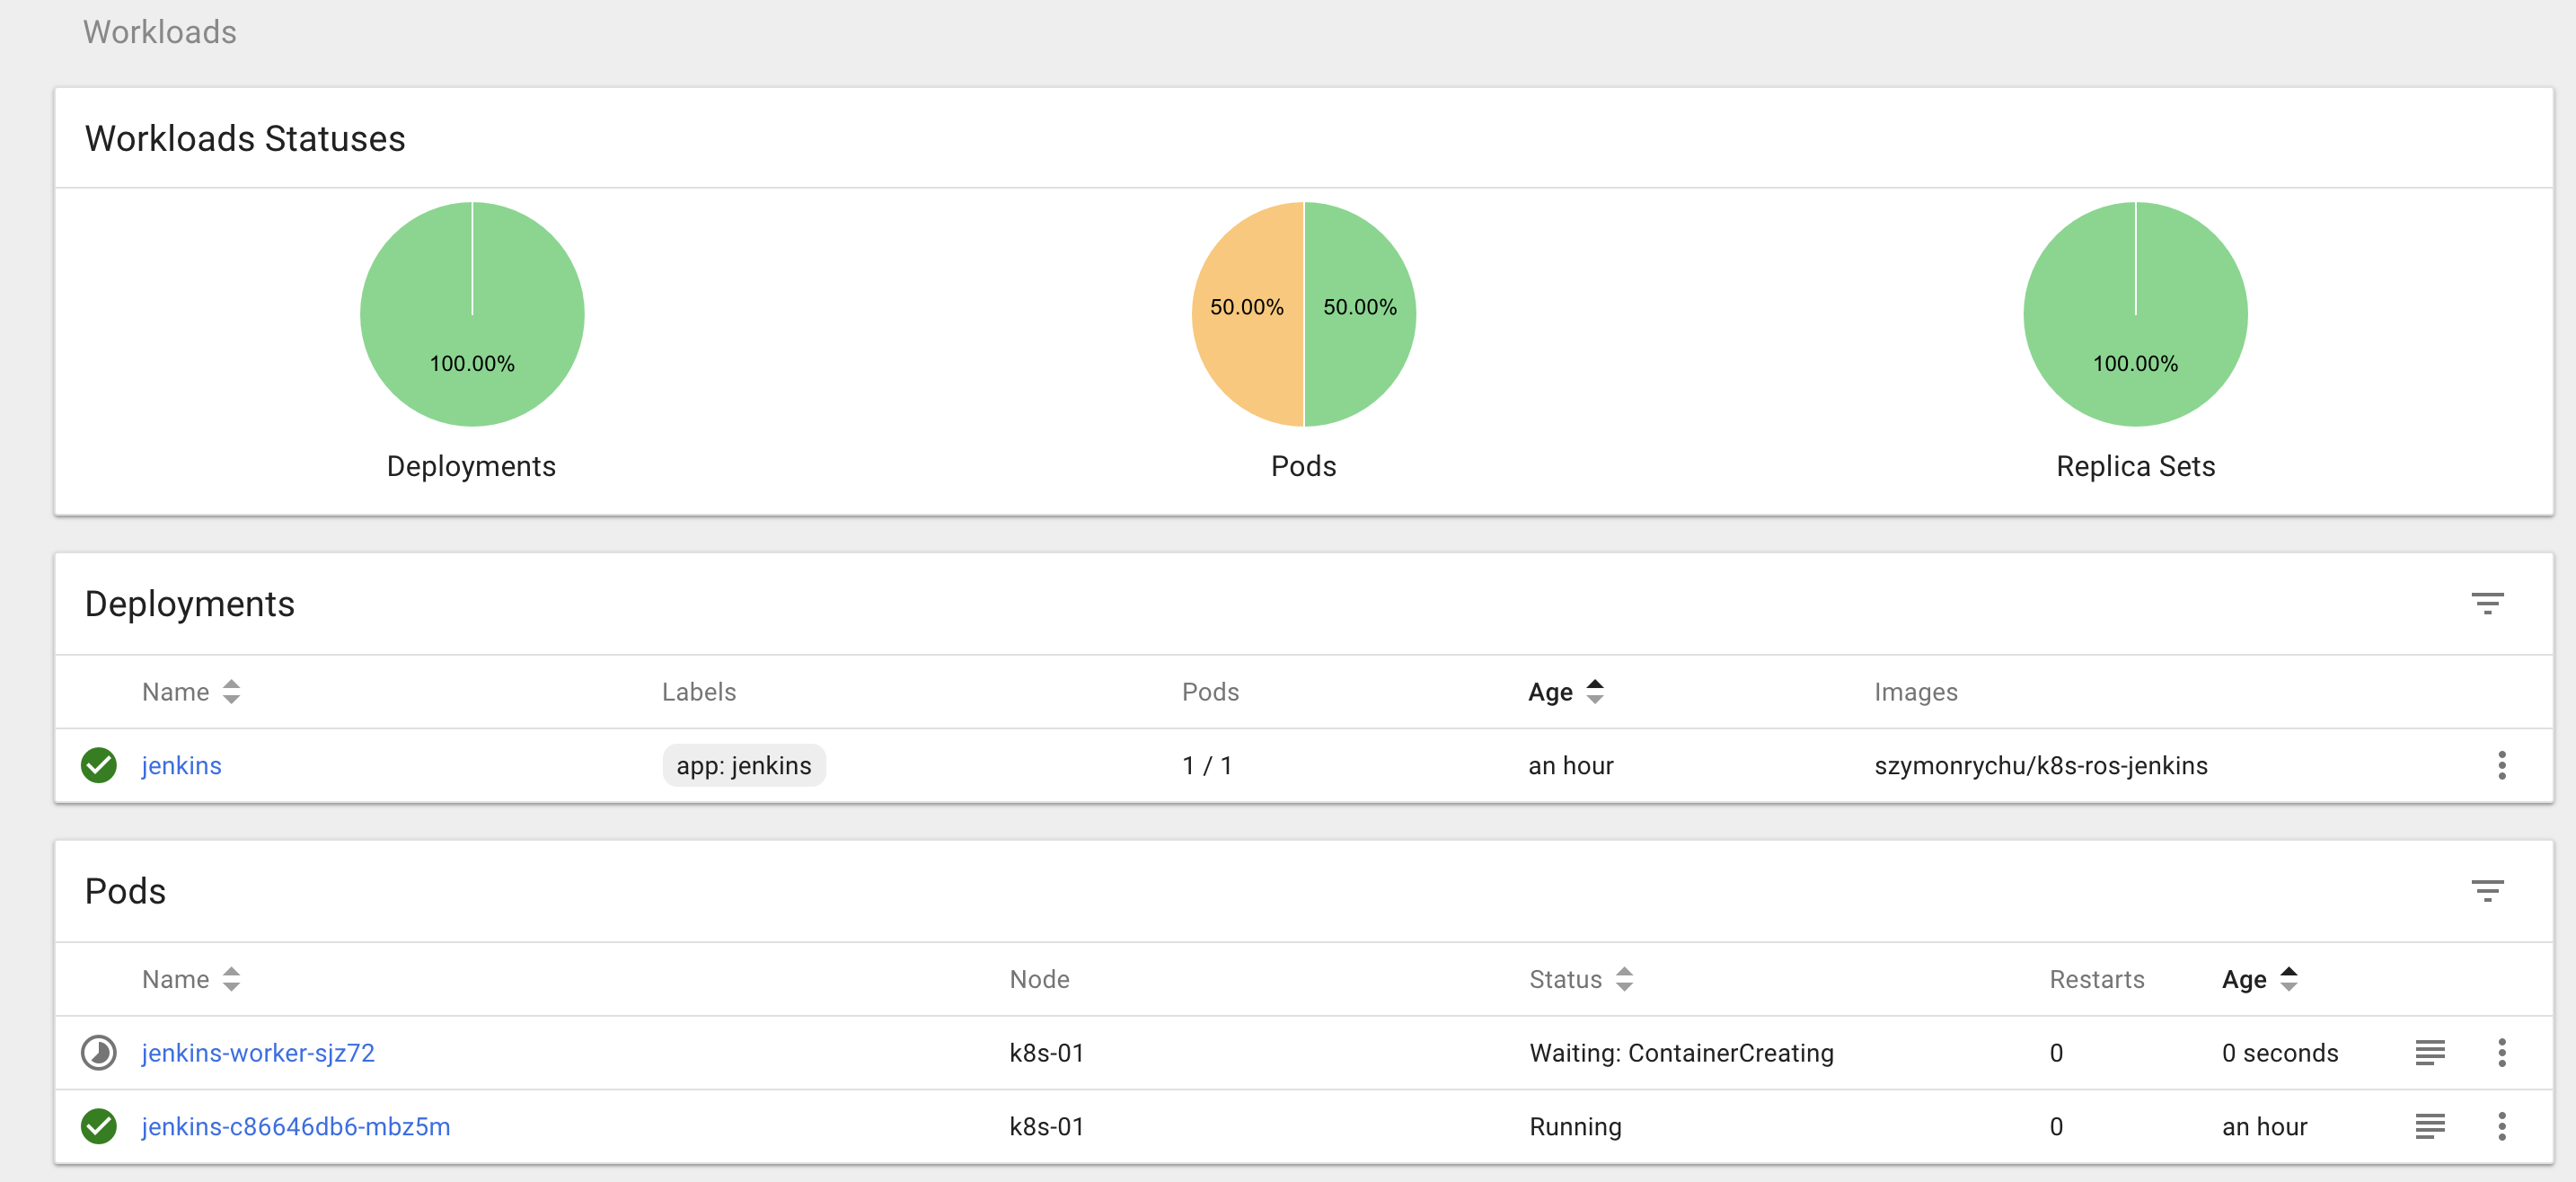 Workloads
Workloads Statuses
100.00%
50.00% 50.00%
100.00%
Deployments
Pods
Replica Sets
Deployments
Name Labels Pods Age Images
jenkins app: jenkins 1 / 1 an hour szymonrychu/k8s-ros-jenkins
Pods
Name Node Status Restarts Age
jenkins-worker-sjz72 k8s-01 Waiting: ContainerCreating 0 0 seconds
jenkins-c86646db6-mbz5m k8s-01 Running 0 an hour